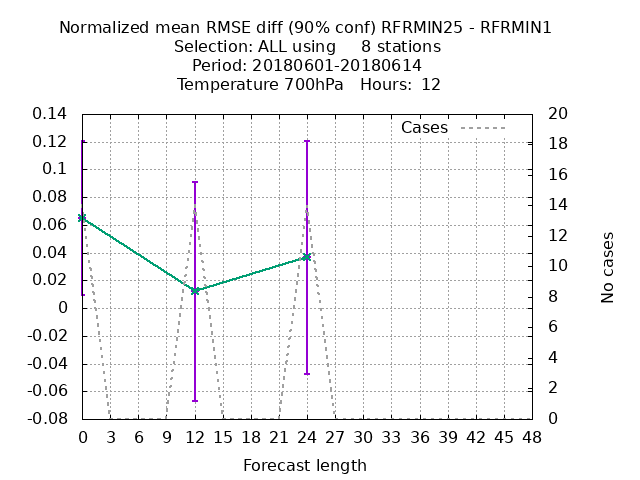 Normalized mean RMSE diff (90% conf) RFRMIN25 - RFRMIN1
Selection: ALL using     8 stations
Period: 20180601-20180614
Temperature 700hPa   Hours:  12
Cases
0.14
0.12
0.1
0.08
0.06
0.04
0.02
0
-0.02
-0.04
-0.06
-0.08
20
18
16
14
12
10
8
6
4
2
0
No cases
0 3 6 9 12 15 18 21 24 27 30 33 36 39 42 45 48
Forecast length